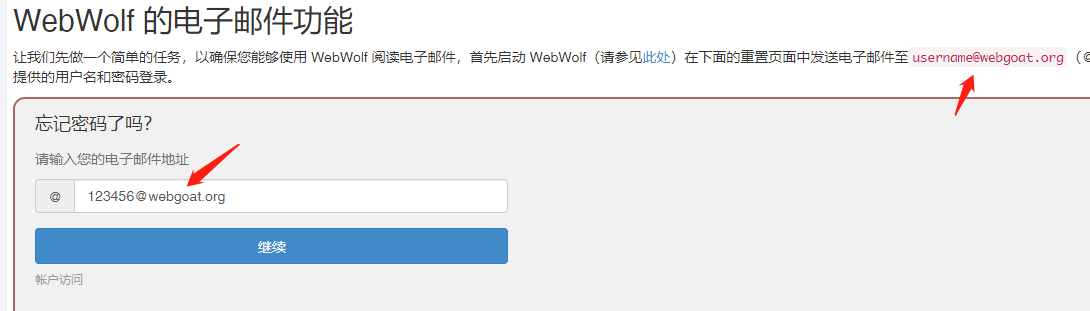 WebWolf 的电子邮件功能
让我们先做一个简单的任务，以确保您能够使用 WebWolf 阅读电子邮件，首先启动 WebWolf（请参见此处）在下面的重置页面中发送电子邮件至 username@webgoat.org（@
提供的用户名和密码登录。
忘记密码了吗？
请输入您的电子邮件地址
@ 123456@webgoat.org
继续
帐户访问